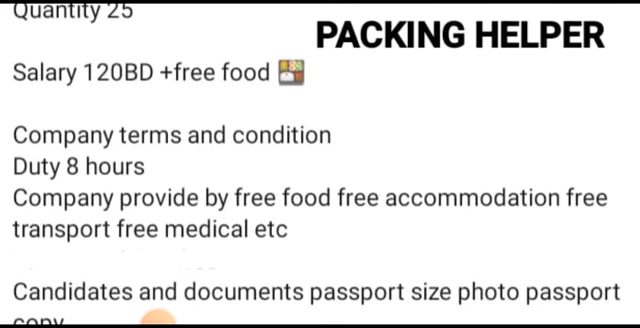 Quantity 25
PACKING HELPER
Salary 120BD +free food 🍱
Company terms and condition
Duty 8 hours
Company provide by free food free accommodation free
transport free medical etc
Candidates and documents passport size photo passport
copy